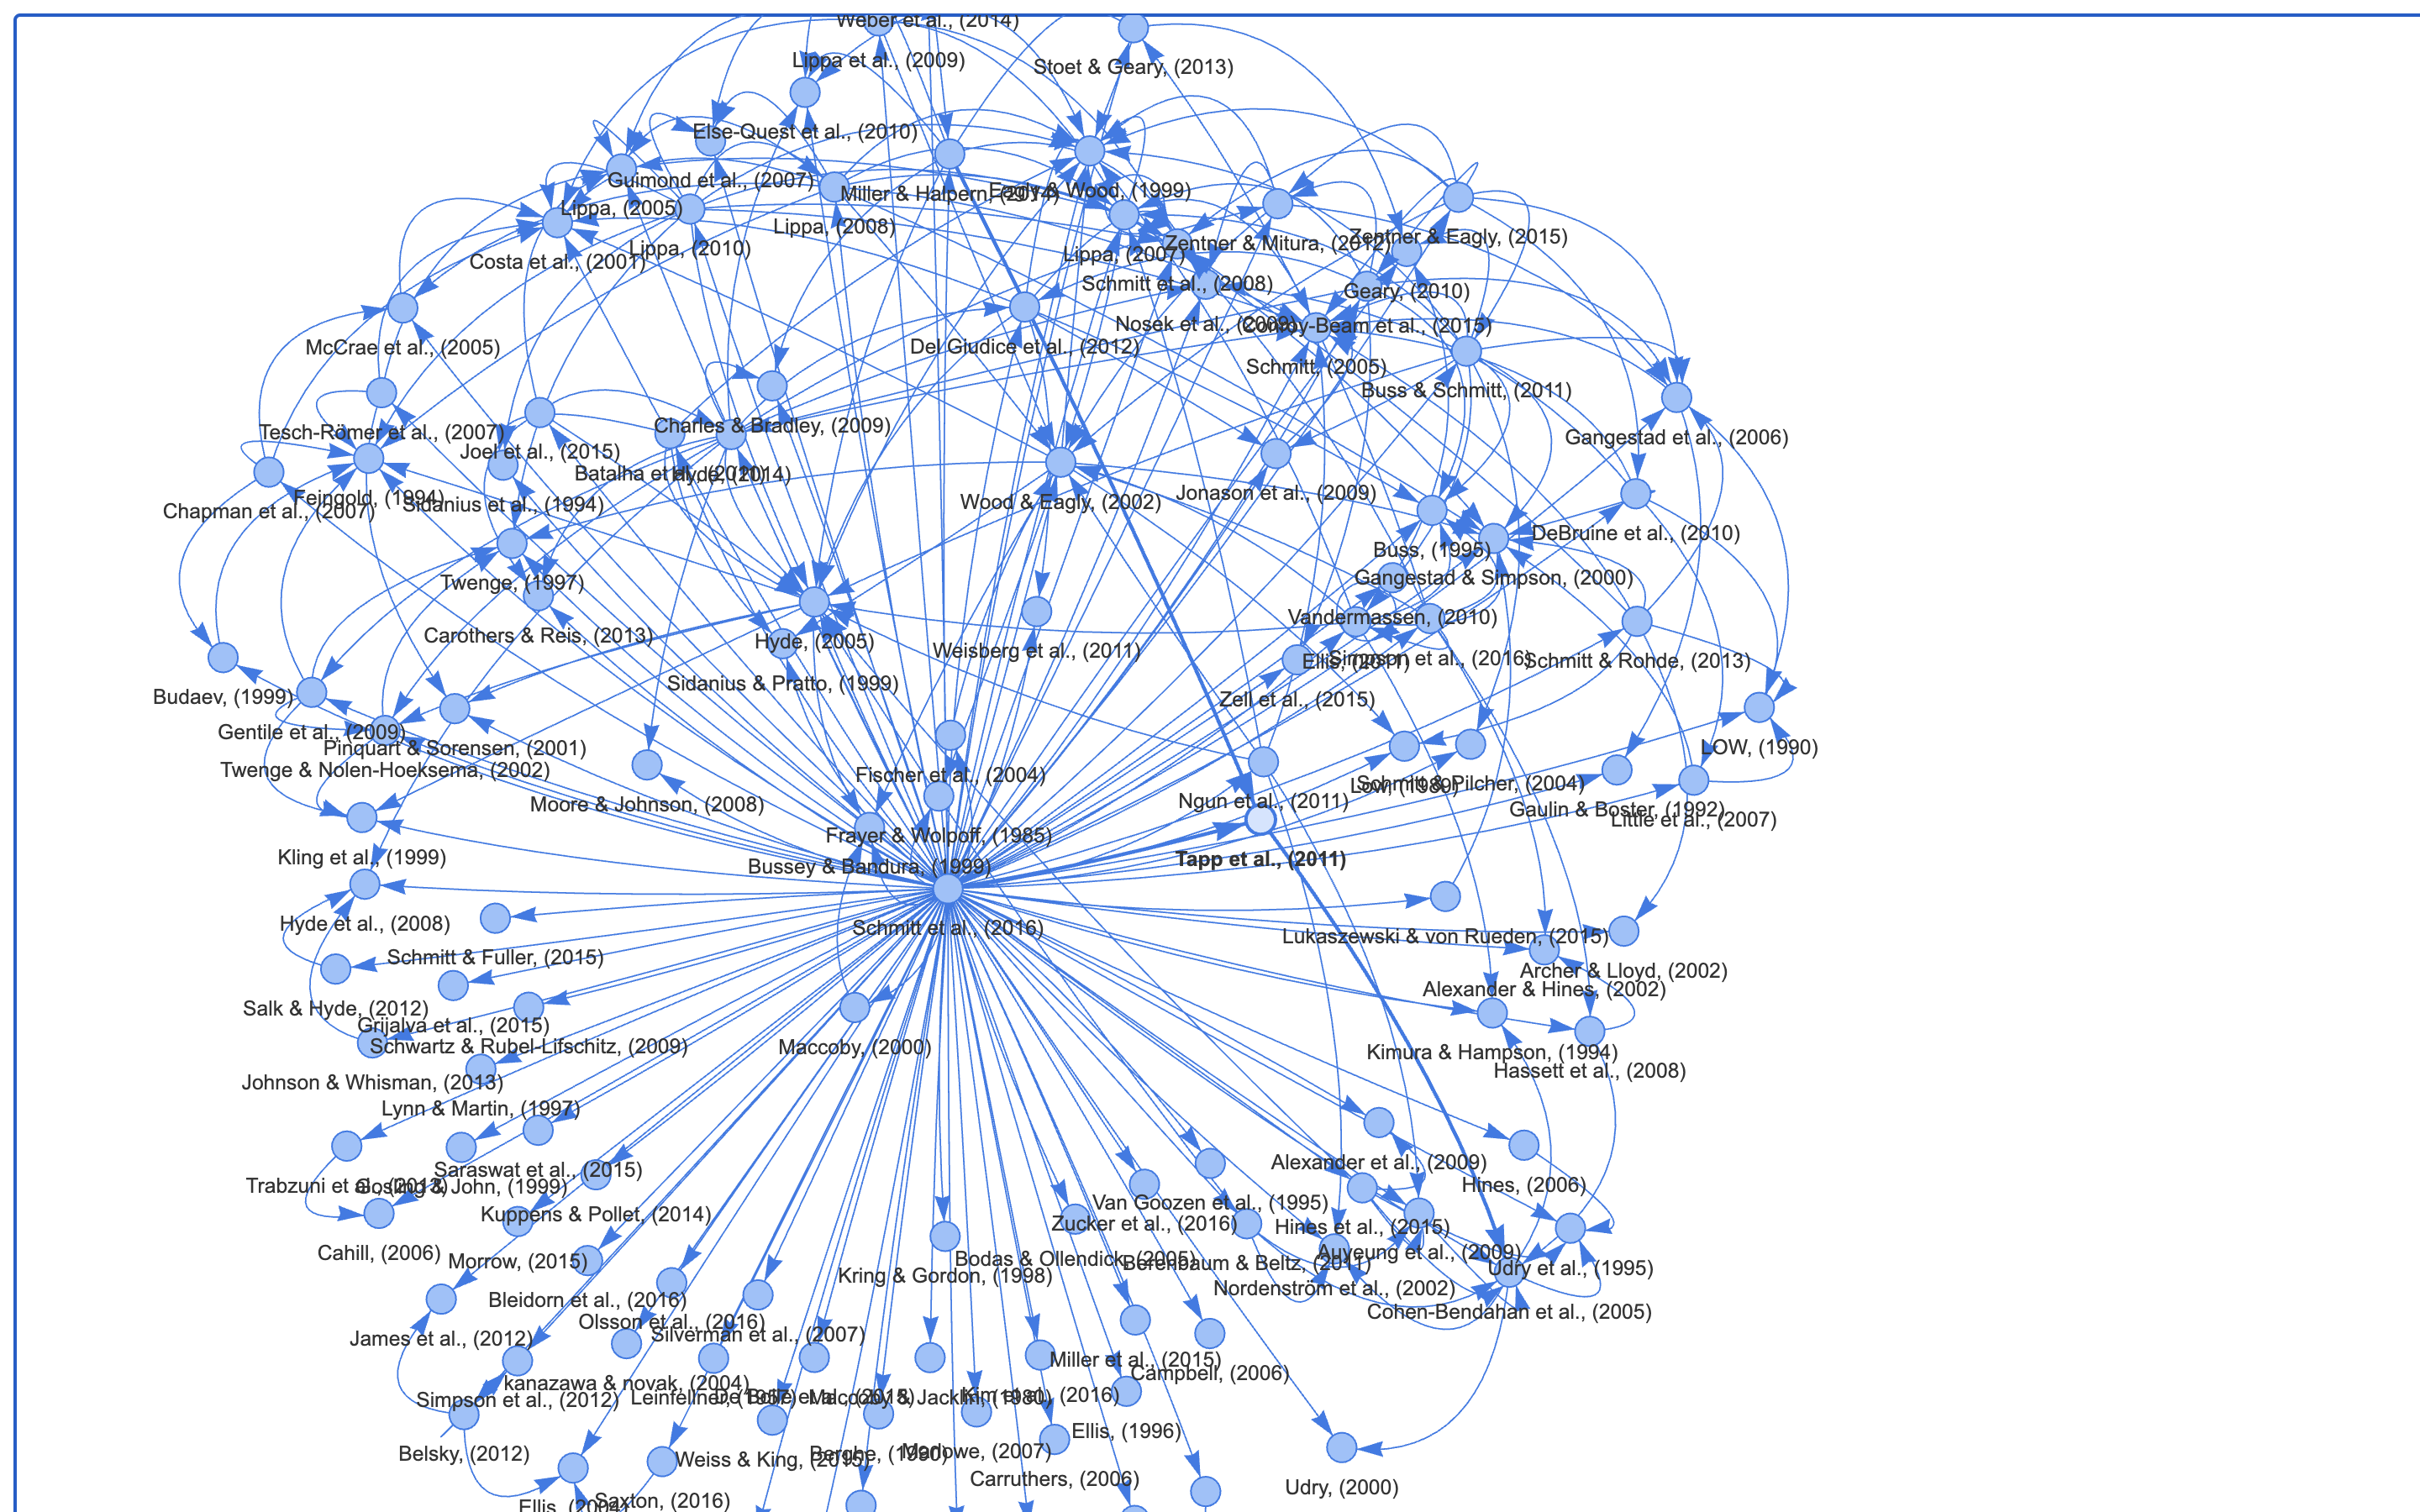 Weber et al., (2014)
Lippa et al., (2009)
Stoet & Geary, (2013)
Else-Quest et al., (2010)
Guimond et al., (2007)
Miller & Halpern, (2014)
Eagly & Wood, (1999)
Lippa, (2005)
Lippa, (2008)
Lippa, (2010)
Zentner & Mitura, (2012)
Zentner & Eagly, (2015)
Lippa, (2007)
Costa et al., (2001)
Schmitt et al., (2008)
Geary, (2010)
Nosek et al., (2009)
Conroy-Beam et al., (2015)
McCrae et al., (2005)
Del Giudice et al., (2012)
Schmitt, (2005)
Buss & Schmitt, (2011)
Charles & Bradley, (2009)
Tesch-Römer et al., (2007)
Gangestad et al., (2006)
Joel et al., (2015)
Batalha et al., (2011)
Hyde, (2014)
Feingold, (1994)
Jonason et al., (2009)
Wood & Eagly, (2002)
Sidanius et al., (1994)
Chapman et al., (2007)
DeBruine et al., (2010)
Buss, (1995)
Gangestad & Simpson, (2000)
Twenge, (1997)
Vandermassen, (2010)
Carothers & Reis, (2013)
Hyde, (2005)
Weisberg et al., (2011)
Ellis, (2011)
Simpson et al., (2016)
Schmitt & Rohde, (2013)
Sidanius & Pratto, (1999)
Budaev, (1999)
Zell et al., (2015)
Gentile et al., (2009)
Pinquart & Sorensen, (2001)
LOW, (1990)
Twenge & Nolen-Hoeksema, (2002)
Fischer et al., (2004)
Low, (1989)
Schmitt & Pilcher, (2004)
Moore & Johnson, (2008)
Ngun et al., (2011)
Gaulin & Boster, (1992)
Little et al., (2007)
Frayer & Wolpoff, (1985)
Kling et al., (1999)
Tapp et al., (2011)
Bussey & Bandura, (1999)
Hyde et al., (2008)
Schmitt et al., (2016)
Lukaszewski & von Rueden, (2015)
Schmitt & Fuller, (2015)
Archer & Lloyd, (2002)
Alexander & Hines, (2002)
Salk & Hyde, (2012)
Grijalva et al., (2015)
Schwartz & Rubel-Lifschitz, (2009)
Maccoby, (2000)
Kimura & Hampson, (1994)
Hassett et al., (2008)
Johnson & Whisman, (2013)
Lynn & Martin, (1997)
Alexander et al., (2009)
Saraswat et al., (2015)
Trabzuni et al., (2013)
Gosling & John, (1999)
Hines, (2006)
Van Goozen et al., (1995)
Kuppens & Pollet, (2014)
Zucker et al., (2016)
Hines et al., (2015)
Cahill, (2006)
Morrow, (2015)
Auyeung et al., (2009)
Bodas & Ollendick, (2005)
Berenbaum & Beltz, (2011)
Udry et al., (1995)
Kring & Gordon, (1998)
Nordenström et al., (2002)
Bleidorn et al., (2016)
Cohen-Bendahan et al., (2005)
Olsson et al., (2016)
Silverman et al., (2007)
James et al., (2012)
Miller et al., (2015)
Campbell, (2006)
kanazawa & novak, (2004)
Simpson et al., (2012)
Leinfellner, (1987)
De Bolle et al., (2015)
Maccoby & Jacklin, (1980)
Kim et al., (2016)
Ellis, (1996)
Belsky, (2012)
Weiss & King, (2015)
Berghe, (1990)
Marlowe, (2007)
Carruthers, (2006)
Udry, (2000)
Saxton, (2016)
Ellis, (2004)